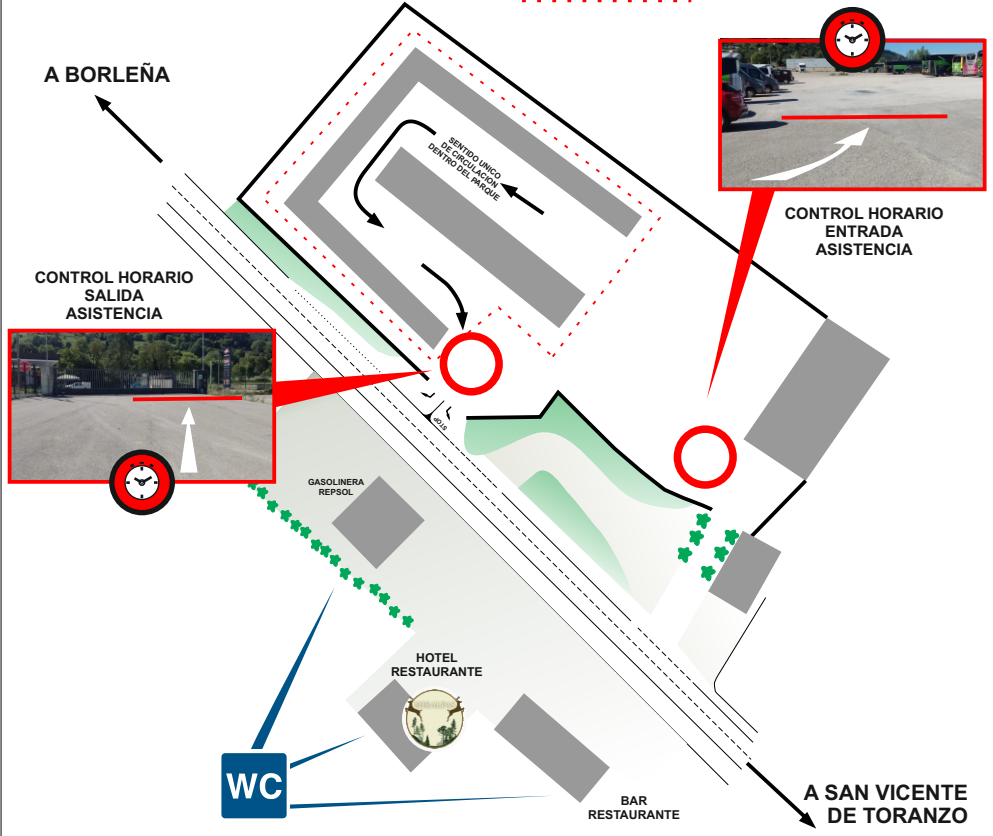 A BORLEÑA
SENTIDO UNICO
DE CIRCULACION
DENTRO DEL PARQUE
CONTROL HORARIO
ENTRADA
ASISTENCIA
CONTROL HORARIO
SALIDA
ASISTENCIA
STOP
GASOLINERA
REPSOL
HOTEL
RESTAURANTE
WC
BAR
RESTAURANTE
A SAN VICENTE
DE TORANZO